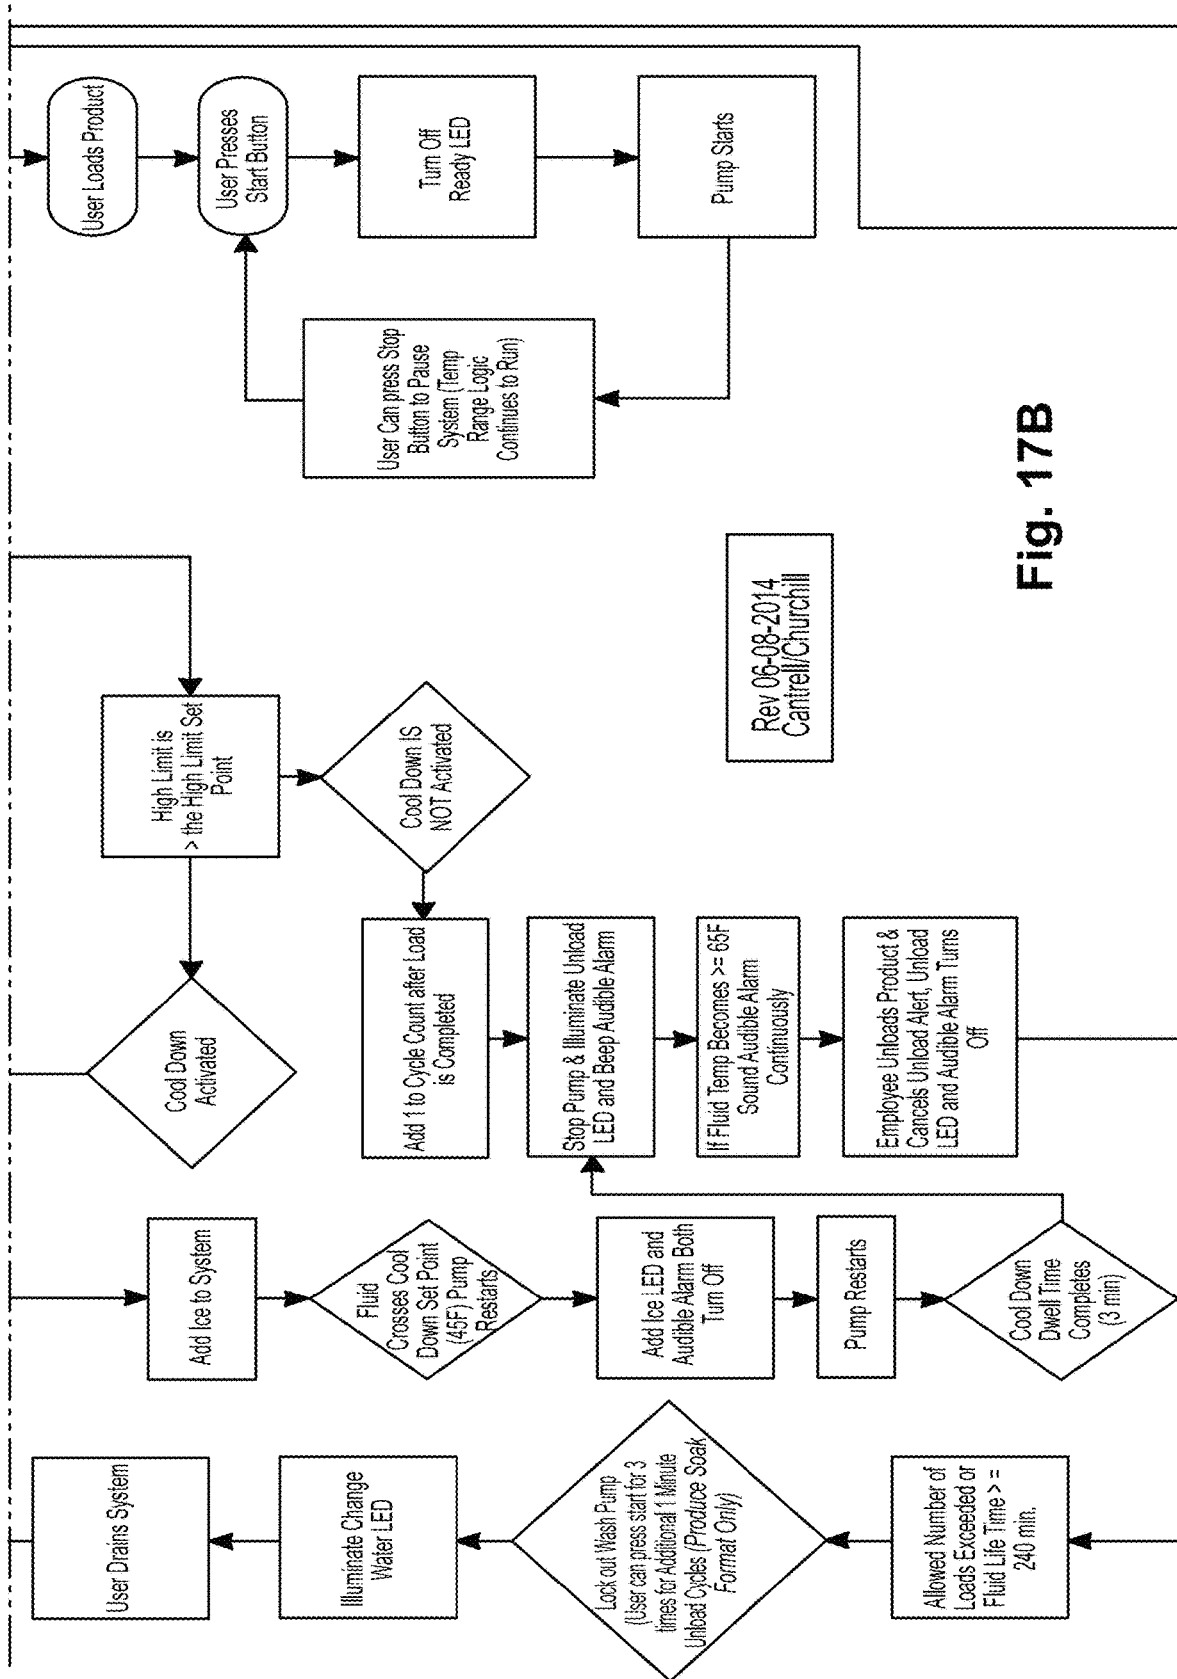 User Drains System
Illuminate Change
Water LED
Lock out Wash Pump
(User can press start for 3
times for Additional 1 Minute
Unload Cycles (Produce Soak
Format Only)
Allowed Number of
Loads Exceeded or
Fluid Life Time > =
240 min.
Add Ice to System
Fluid
Crosses Cool
Down Set Point
(45F) Pump
Restarts
Add Ice LED and
Audible Alarm Both
Turn Off
Pump Restarts
Cool Down
Dwell Time
Completes
(3 min)
Cool Down
Activated
High Limit is
> the High Limit Set
Point
Cool Down IS
NOT Activated
Add 1 to Cycle Count after Load
is Completed
Stop Pump & Illuminate Unload
LED and Beep Audible Alarm
If Fluid Temp Becomes >= 65F
Sound Audible Alarm
Continuously
Employee Unloads Product &
Cancels Unload Alert, Unload
LED and Audible Alarm Turns
Off
User Loads Product
User Presses
Start Button
Turn Off
Ready LED
Pump Starts
User Can press Stop
Button to Pause
System (Temp
Range Logic
Continues to Run)
Rev 06-08-2014
Cantrell/Churchill
Fig. 17B